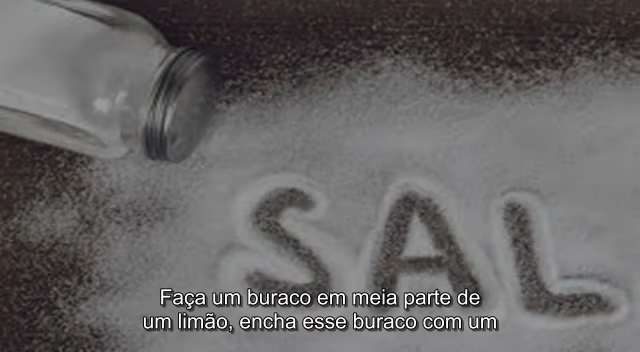 SAL
Faça um buraco em meia parte de
um limão, encha esse buraco com um